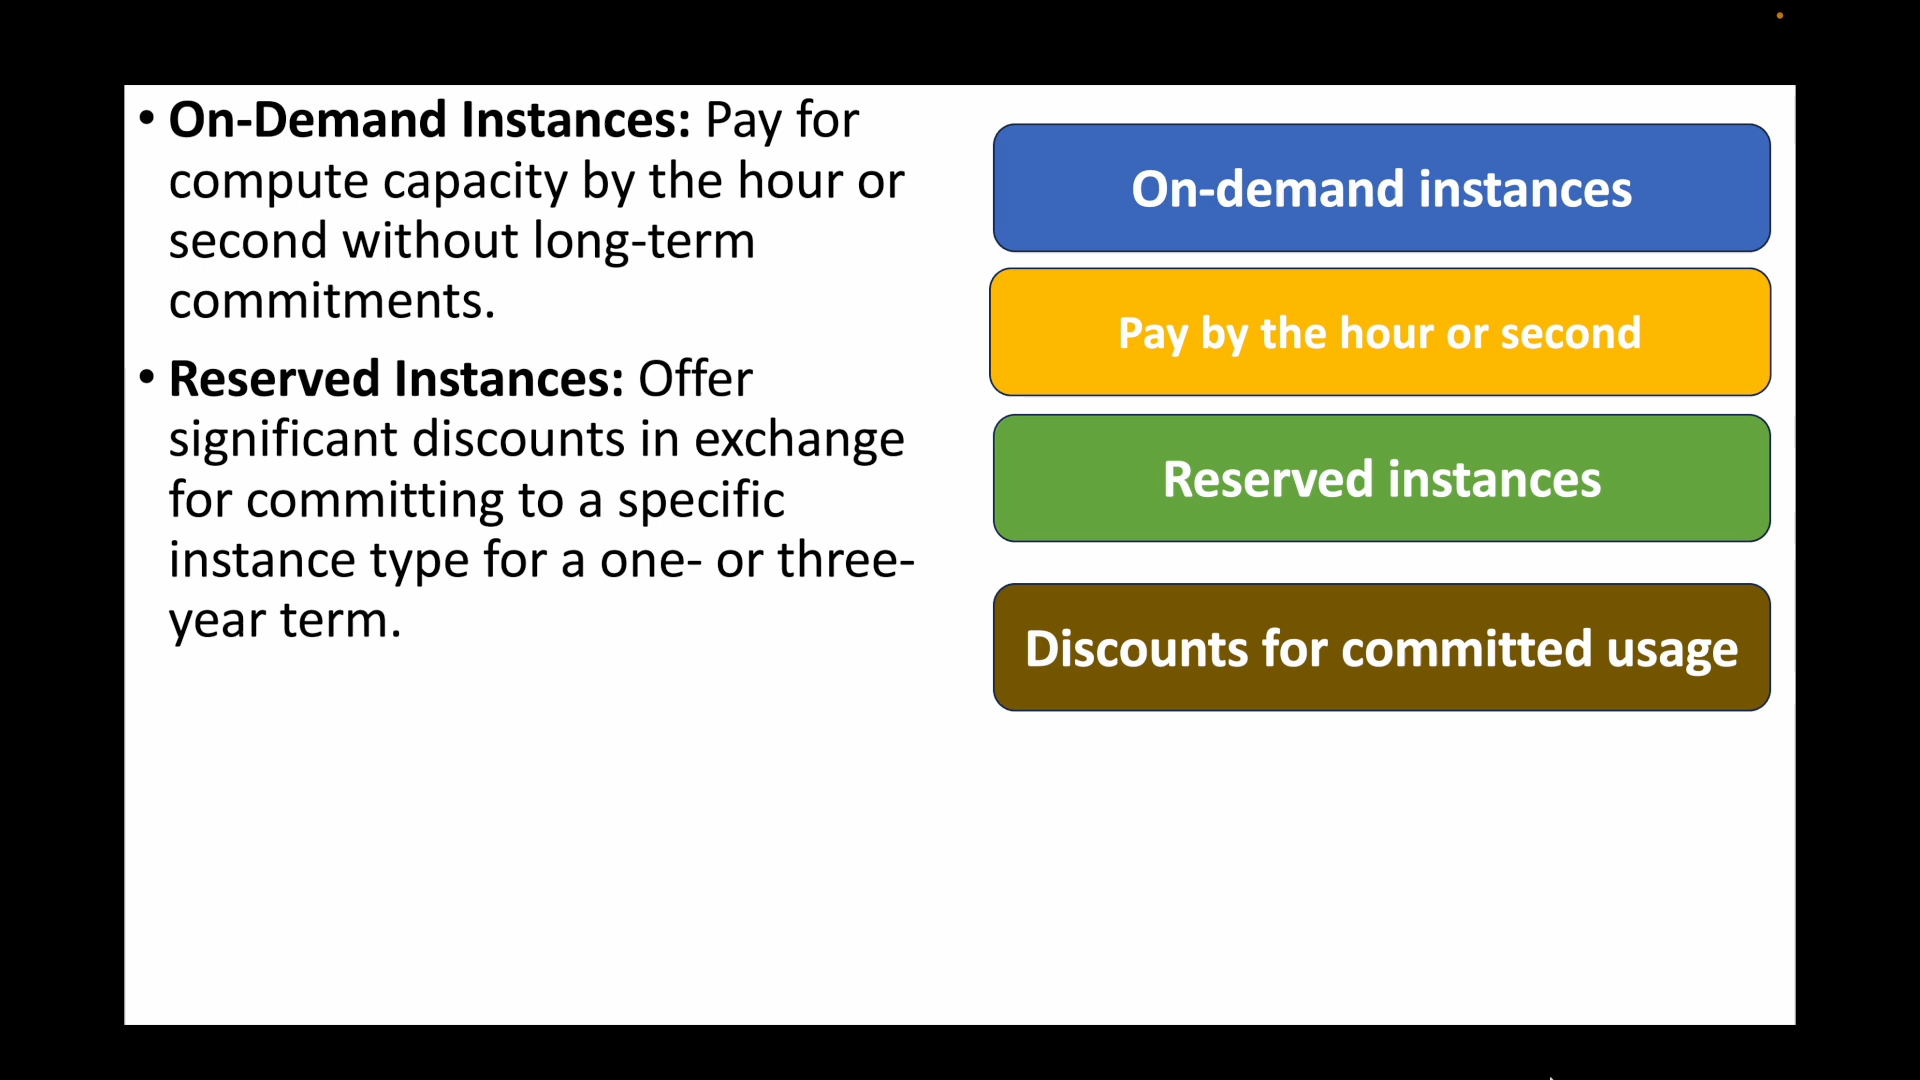 • On-Demand Instances: Pay for
compute capacity by the hour or
second without long-term
commitments.
• Reserved Instances: Offer
significant discounts in exchange
for committing to a specific
instance type for a one- or three-
year term.
On-demand instances
Pay by the hour or second
Reserved instances
Discounts for committed usage